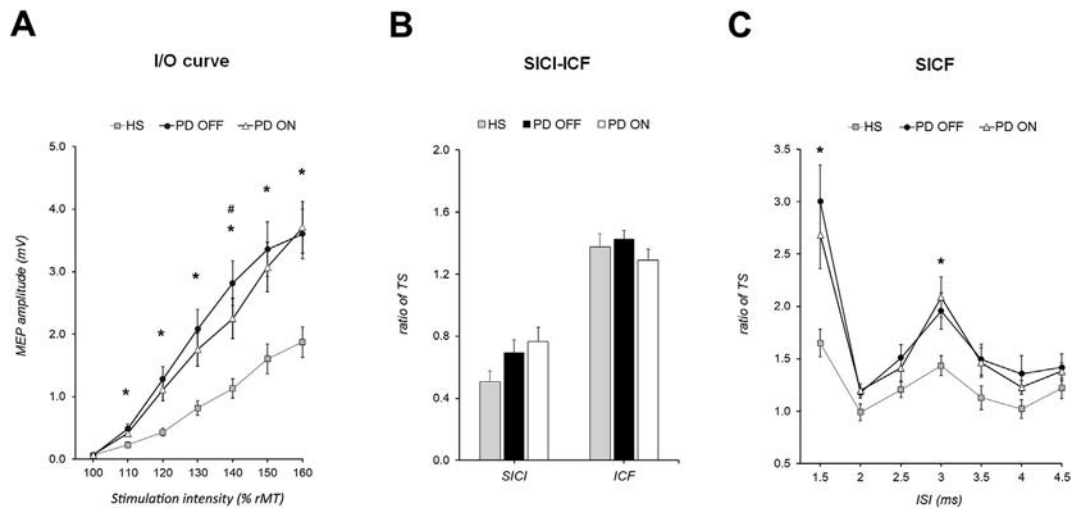 A
I/O curve
HS PD OFF PD ON
5.0
4.0
3.0
2.0
1.0
0.0
MEP amplitude (mV)
* * * * # * * *
100 110 120 130 140 150 160
Stimulation intensity (% rMT)
B
SICI-ICF
HS PD OFF PD ON
2.0
1.6
1.2
0.8
0.4
0.0
ratio of TS
SICI ICF
C
SICF
HS PD OFF PD ON
3.5
3.0
2.5
2.0
1.5
1.0
0.5
ratio of TS
* *
1.5 2 2.5 3 3.5 4 4.5
ISI (ms)